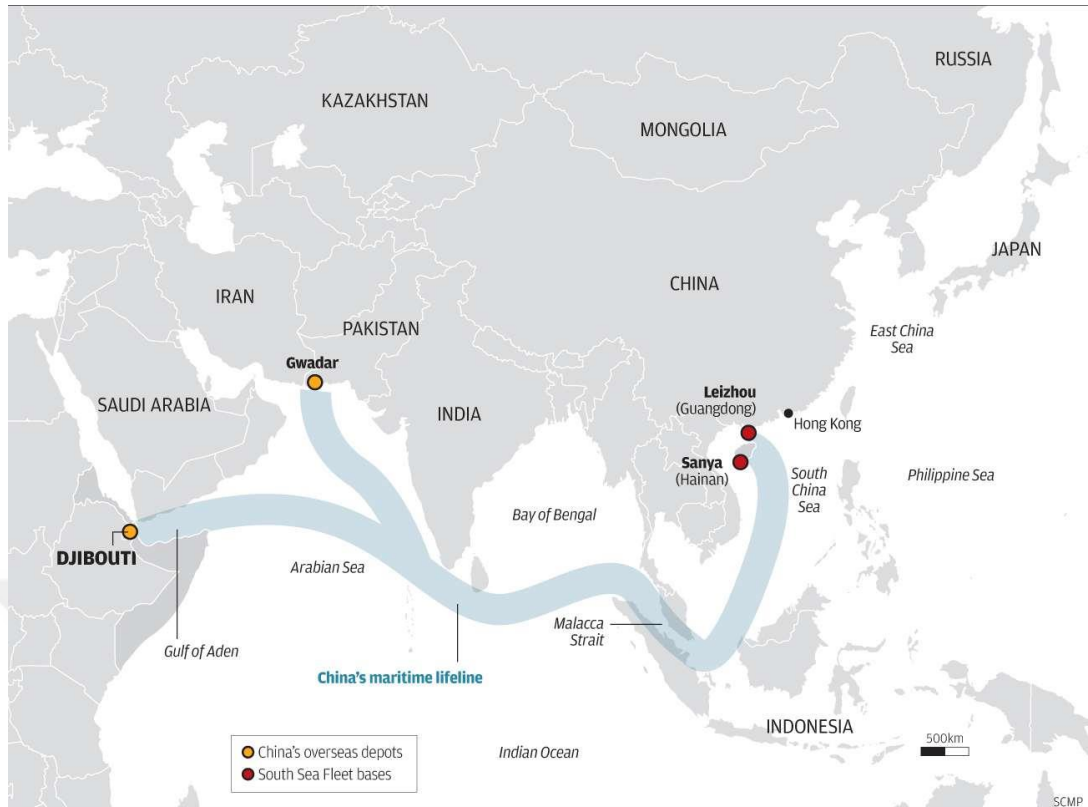 RUSSIA
KAZAKHSTAN
MONGOLIA
JAPAN
CHINA
IRAN
PAKISTAN
East China
Sea
Gwadar
Leizhou
(Guangdong)
SAUDI ARABIA
INDIA
Hong Kong
Sanya
(Hainan)
South
China
Sea
Philippine Sea
Bay of Bengal
DJIBOUTI
Arabian Sea
Malacca
Strait
Gulf of Aden
China's maritime lifeline
INDONESIA
500km
China's overseas depots
South Sea Fleet bases
Indian Ocean
SCMP